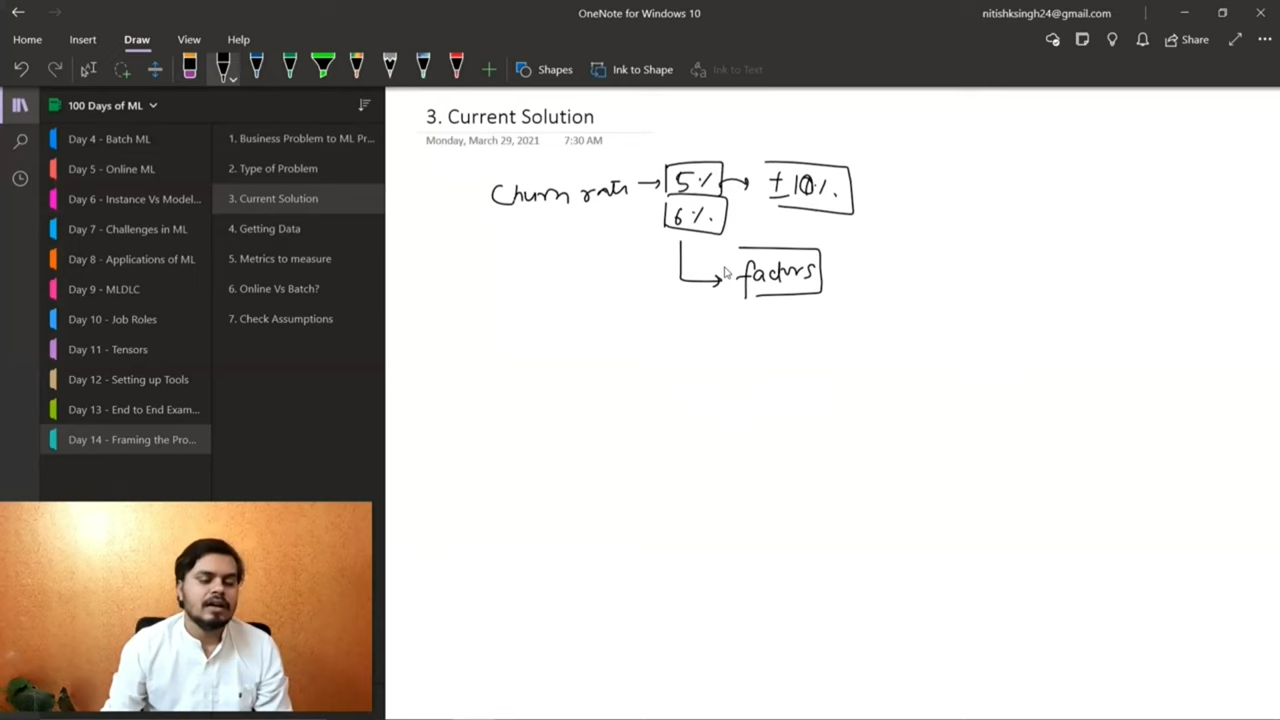 OneNote for Windows 10
nitishksingh24@gmail.com
Home
Insert
Draw
View
Help
Share
Shapes
Ink to Shape
Ink to Text
100 Days of ML
Day 4 - Batch ML
Day 5 - Online ML
Day 6 - Instance Vs Model...
Day 7 - Challenges in ML
Day 8 - Applications of ML
Day 9 - MLDLC
Day 10 - Job Roles
Day 11 - Tensors
Day 12 - Setting up Tools
Day 13 - End to End Exam...
Day 14 - Framing the Pro...
1. Business Problem to ML Pr...
2. Type of Problem
3. Current Solution
4. Getting Data
5. Metrics to measure
6. Online Vs Batch?
7. Check Assumptions
3. Current Solution
Monday, March 29, 2021 7:30 AM
Churn rate → 5% → ±10%.
6%.
factors